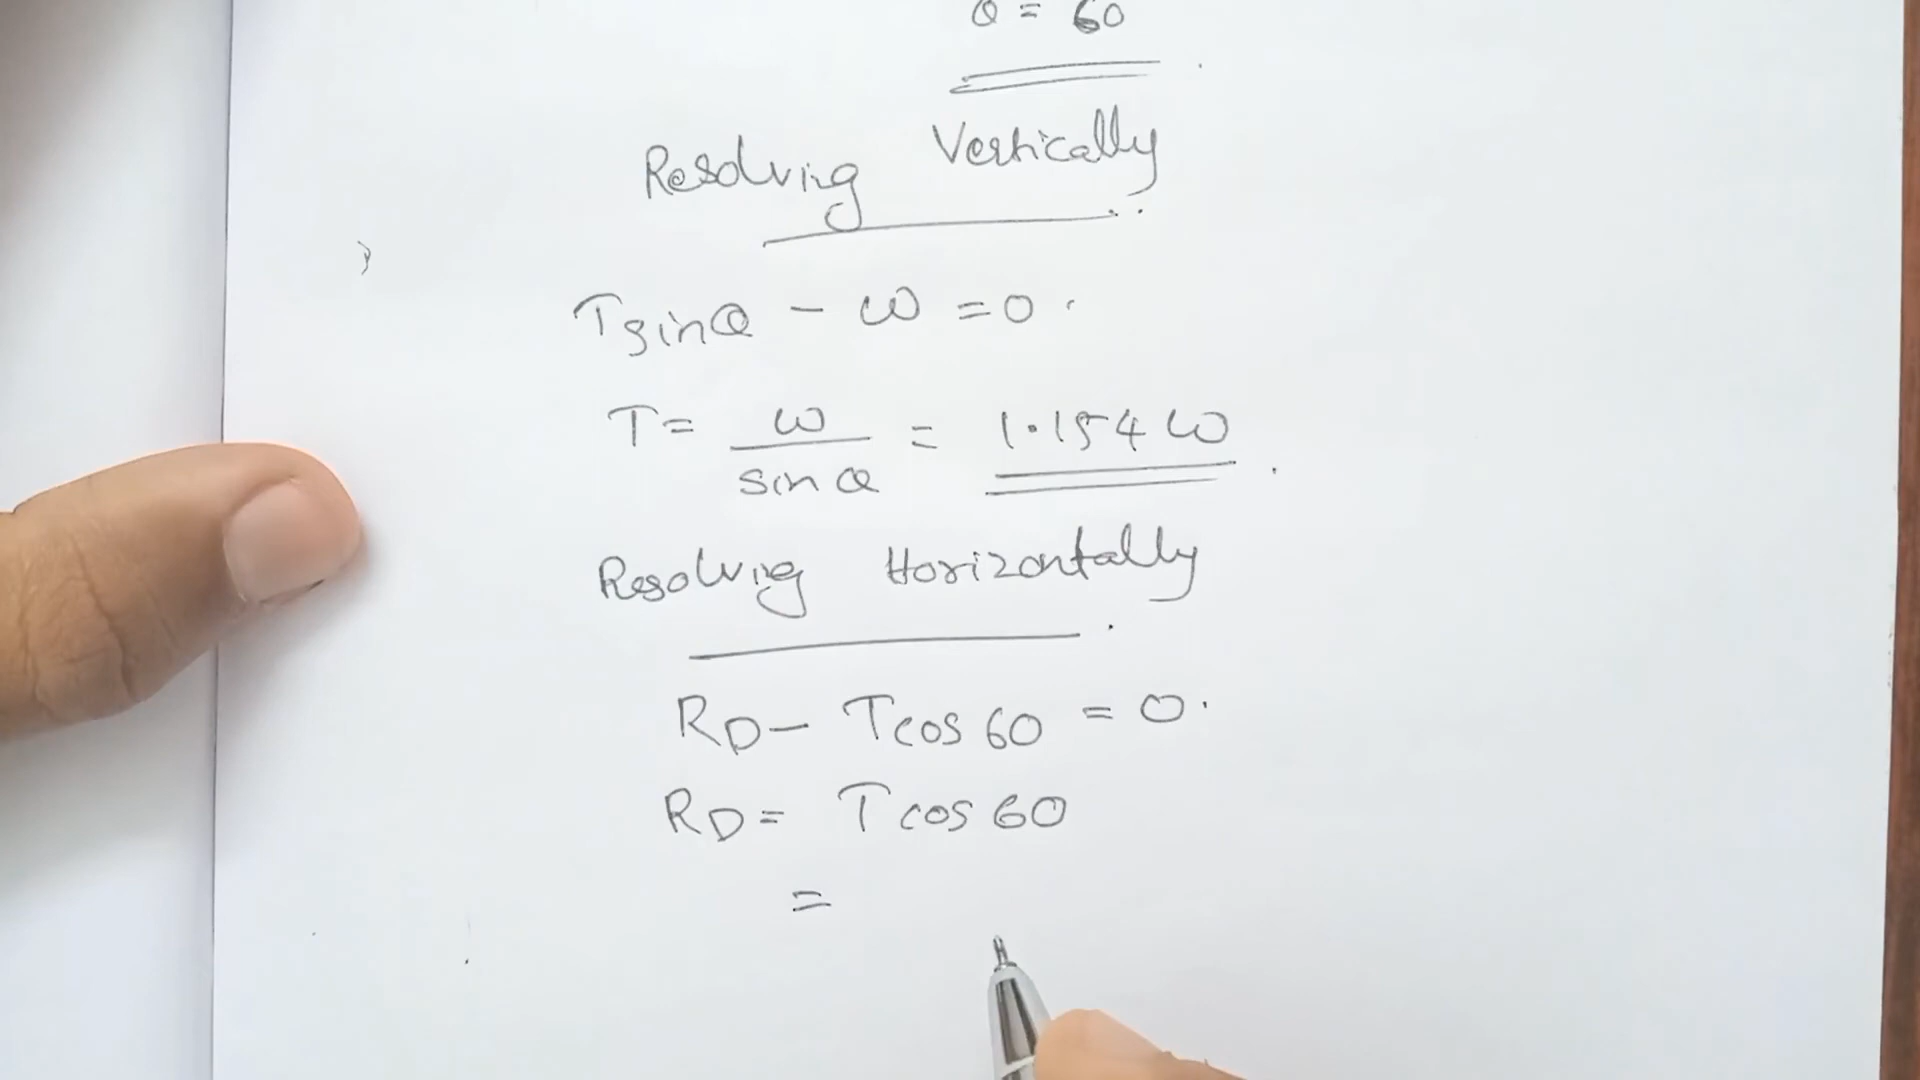 θ = 60
Resolving Vertically
T sin θ - W = 0.
T = W / sin θ = 1.154 W.
Resolving Horizontally
RD - T cos 60 = 0.
RD = T cos 60
=